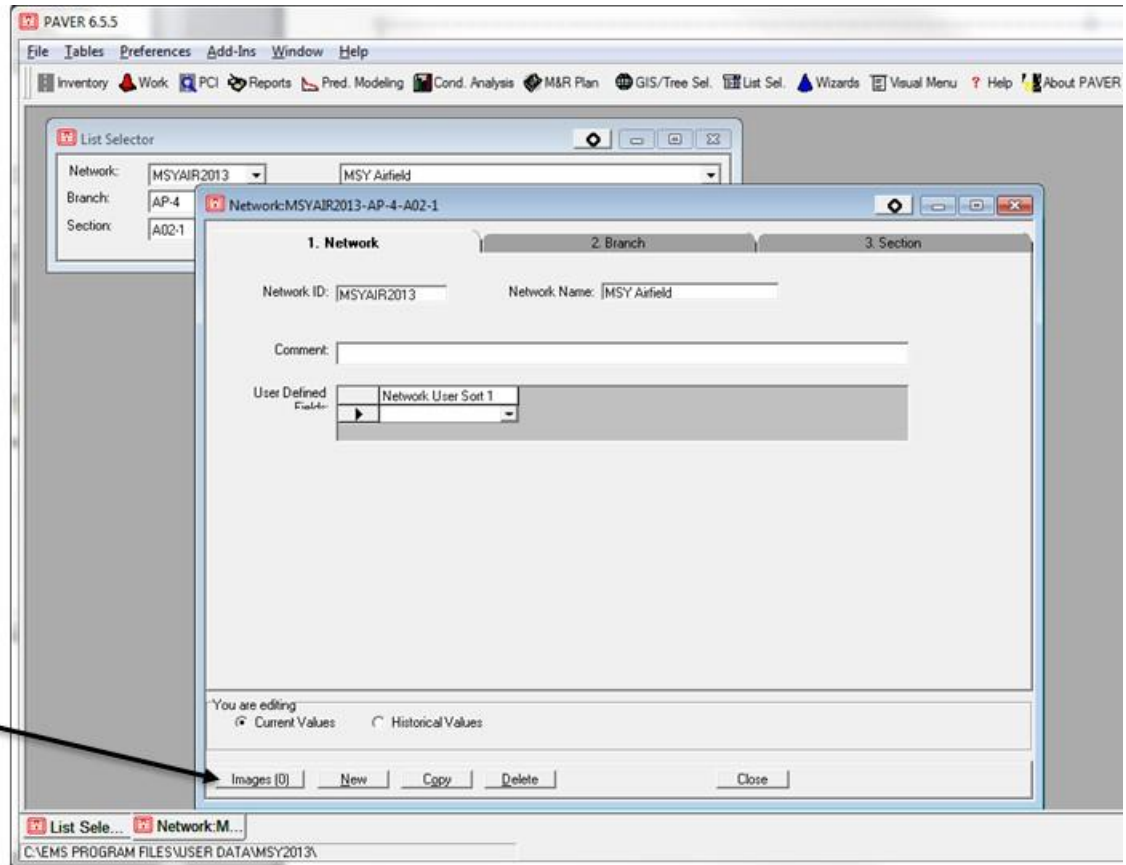 PAVER 6.5.5
File Tables Preferences Add-Ins Window Help
Inventory Work PCI Reports Pred. Modeling Cond. Analysis M&R Plan GIS/Tree Sel. List Sel. Wizards Visual Menu ? Help About PAVER
List Selector
Network: MSYAIR2013 MSY Airfield
Branch: AP-4
Section: A02-1
Network:MSYAIR2013-AP-4-A02-1
1. Network 2. Branch 3. Section
Network ID: MSYAIR2013 Network Name: MSY Airfield
Comment:
User Defined Fields: Network User Sort 1
You are editing
Current Values Historical Values
Images (0) New Copy Delete Close
List Sele... Network:M...
C:\EMS PROGRAM FILES\USER DATA\MSY2013\